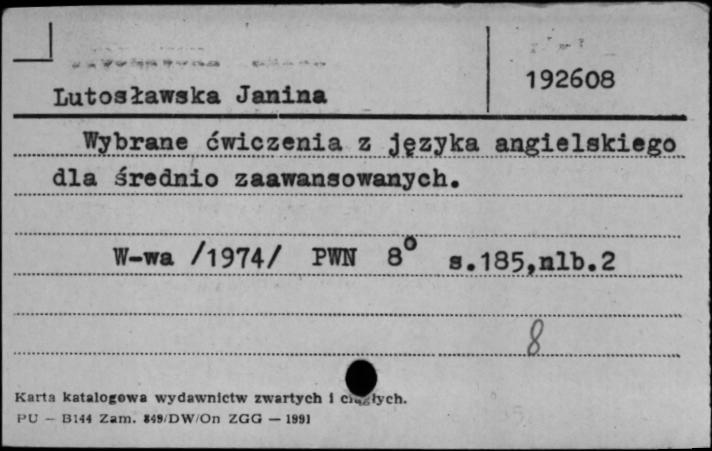 192608
Lutosławska Janina
Wybrane ćwiczenia z języka angielskiego
dla średnio zaawansowanych.
W-wa /1974/ PWN 8° s.185,nlb.2
8
Karta katalogowa wydawnictw zwartych i ciągłych.
PU — B144 Zam. 849/DW/On ZGG — 1991